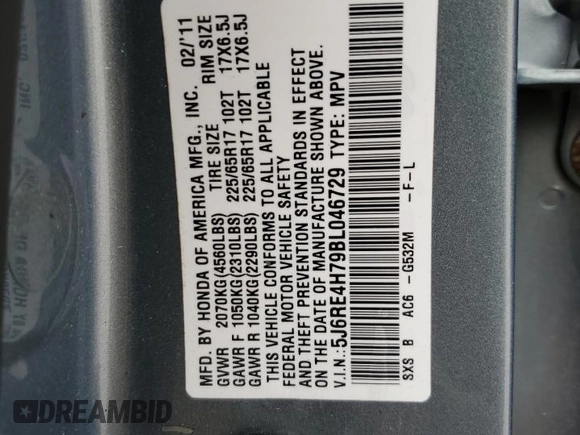 MFD. BY HONDA OF AMERICA MFG., INC. 02/'11
TIRE SIZE RIM SIZE
GVWR 2070KG(4560LBS)
GAWR F 1050KG(2310LBS) 225/65R17 102T 17X6.5J
GAWR R 1040KG(2290LBS) 225/65R17 102T 17X6.5J
THIS VEHICLE CONFORMS TO ALL APPLICABLE
FEDERAL MOTOR VEHICLE SAFETY
AND THEFT PREVENTION STANDARDS IN EFFECT
ON THE DATE OF MANUFACTURE SHOWN ABOVE.
V.I.N.:5J6RE4H79BL046729 TYPE: MPV
SXS B AC6 -G532M -F-L
DREAMBID